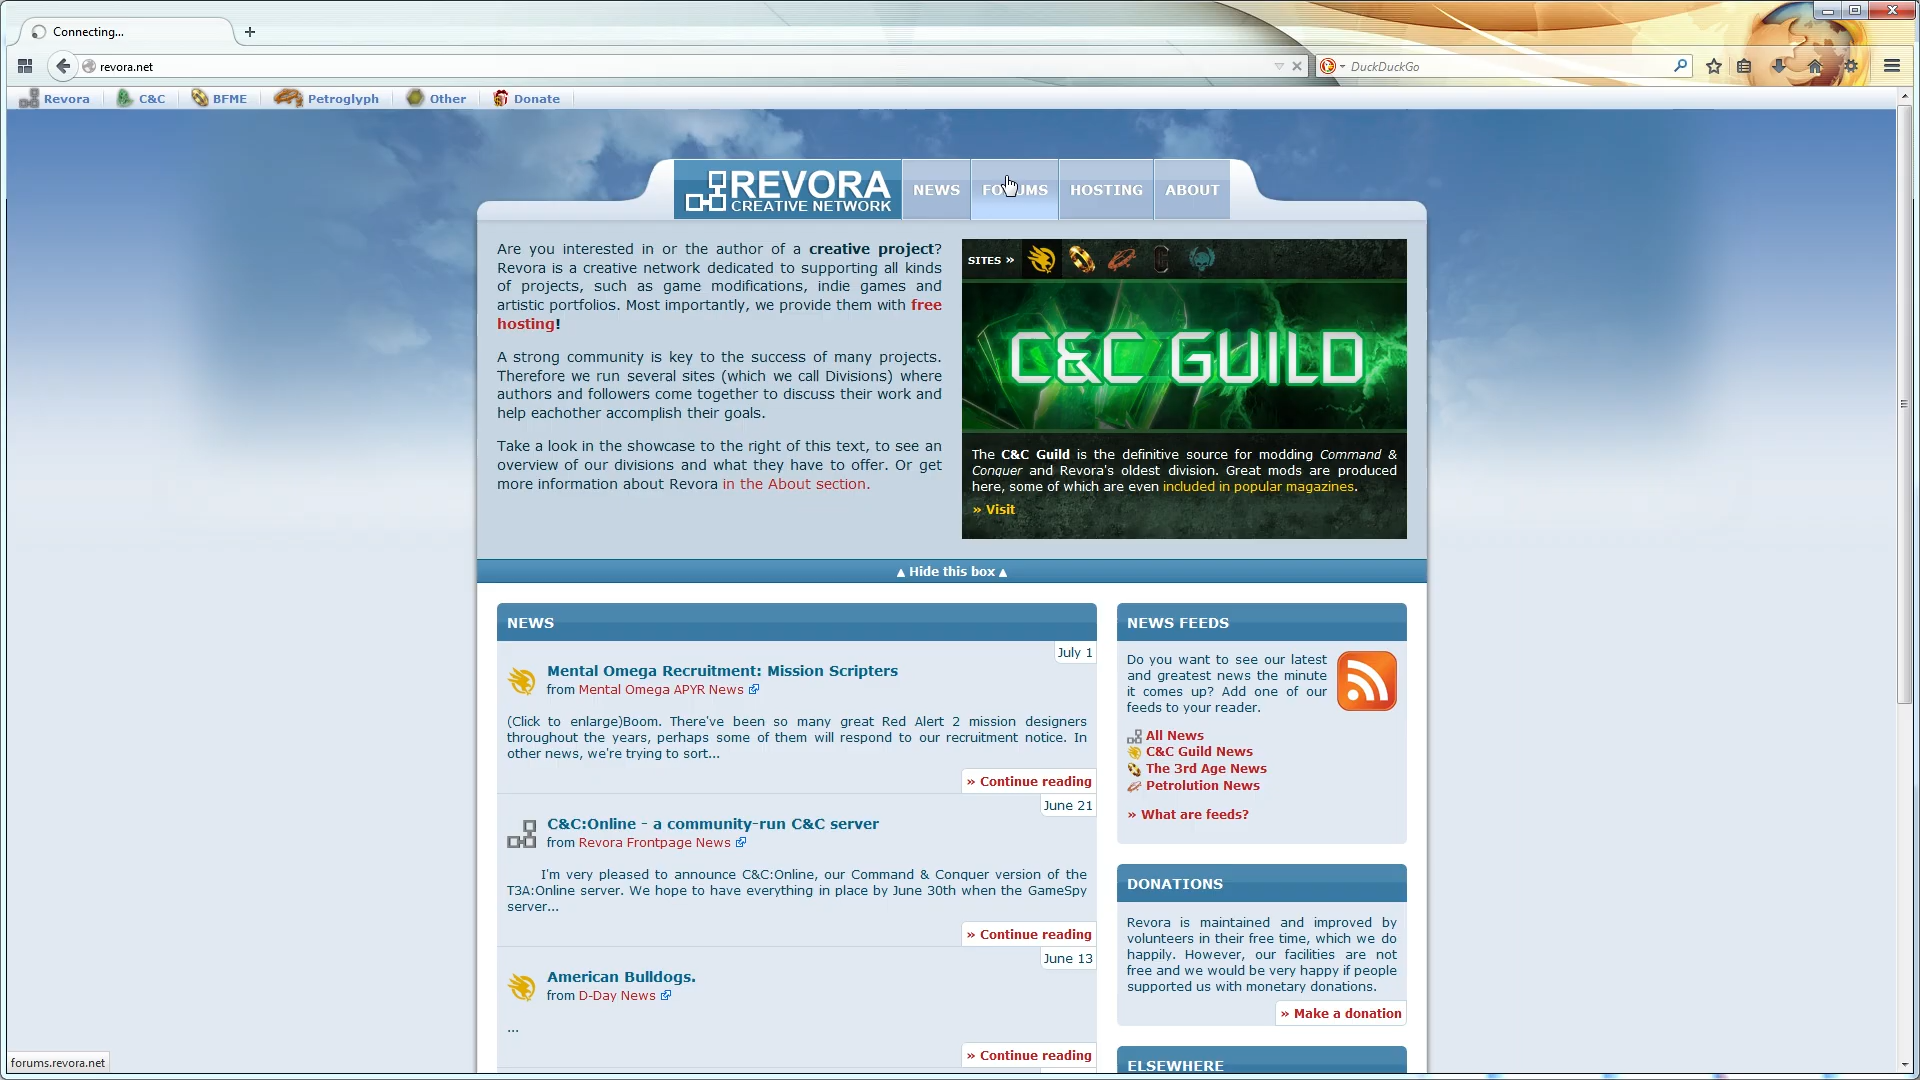 Connecting...
revora.net
DuckDuckGo
Revora
C&C
BFME
Petroglyph
Other
Donate
REVORA
CREATIVE NETWORK
NEWS
FORUMS
HOSTING
ABOUT
Are you interested in or the author of a creative project?
Revora is a creative network dedicated to supporting all kinds
of projects, such as game modifications, indie games and
artistic portfolios. Most importantly, we provide them with free
hosting!
A strong community is key to the success of many projects.
Therefore we run several sites (which we call Divisions) where
authors and followers come together to discuss their work and
help eachother accomplish their goals.
Take a look in the showcase to the right of this text, to see an
overview of our divisions and what they have to offer. Or get
more information about Revora in the About section.
SITES »
C&C GUILD
The C&C Guild is the definitive source for modding Command &
Conquer and Revora's oldest division. Great mods are produced
here, some of which are even included in popular magazines.
» Visit
▲ Hide this box ▲
NEWS
July 1
Mental Omega Recruitment: Mission Scripters
from Mental Omega APYR News
(Click to enlarge)Boom. There've been so many great Red Alert 2 mission designers
throughout the years, perhaps some of them will respond to our recruitment notice. In
other news, we're trying to sort...
» Continue reading
June 21
C&C:Online - a community-run C&C server
from Revora Frontpage News
I'm very pleased to announce C&C:Online, our Command & Conquer version of the
T3A:Online server. We hope to have everything in place by June 30th when the GameSpy
server...
» Continue reading
June 13
American Bulldogs.
from D-Day News
...
» Continue reading
NEWS FEEDS
Do you want to see our latest
and greatest news the minute
it comes up? Add one of our
feeds to your reader.
All News
C&C Guild News
The 3rd Age News
Petrolution News
» What are feeds?
DONATIONS
Revora is maintained and improved by
volunteers in their free time, which we do
happily. However, our facilities are not
free and we would be very happy if people
supported us with monetary donations.
» Make a donation
ELSEWHERE
forums.revora.net